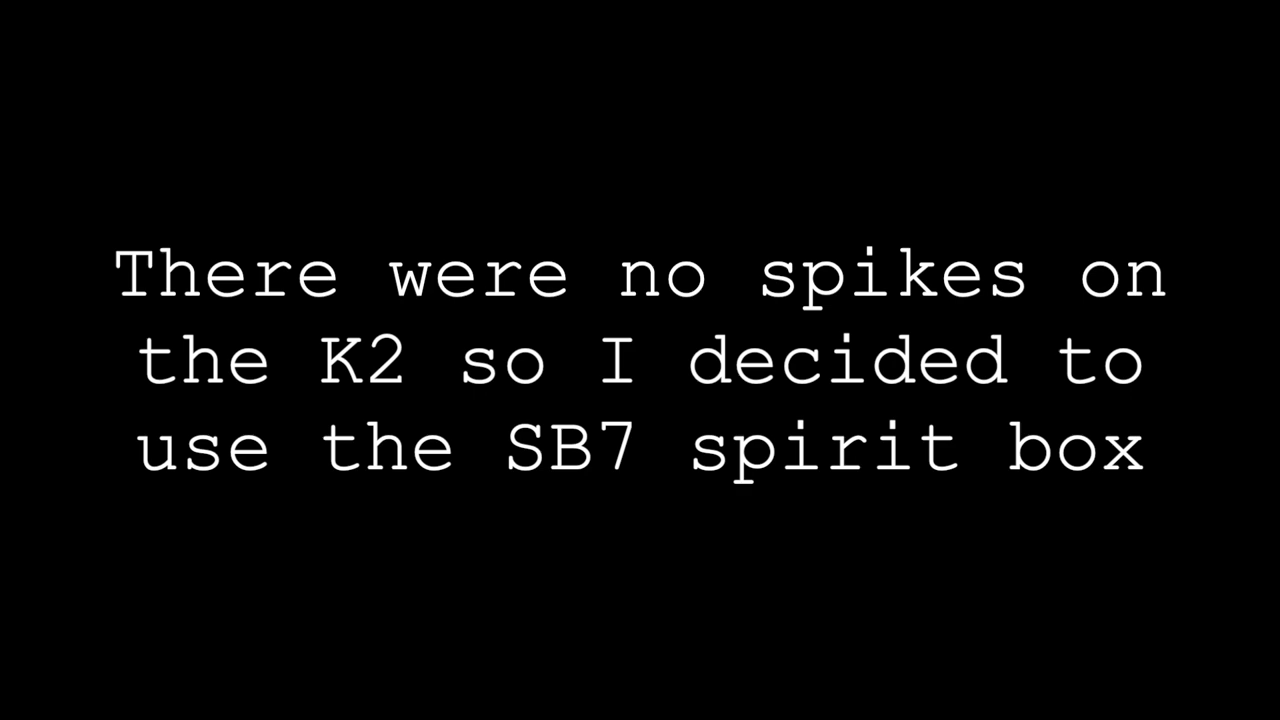 There were no spikes on
the K2 so I decided to
use the SB7 spirit box